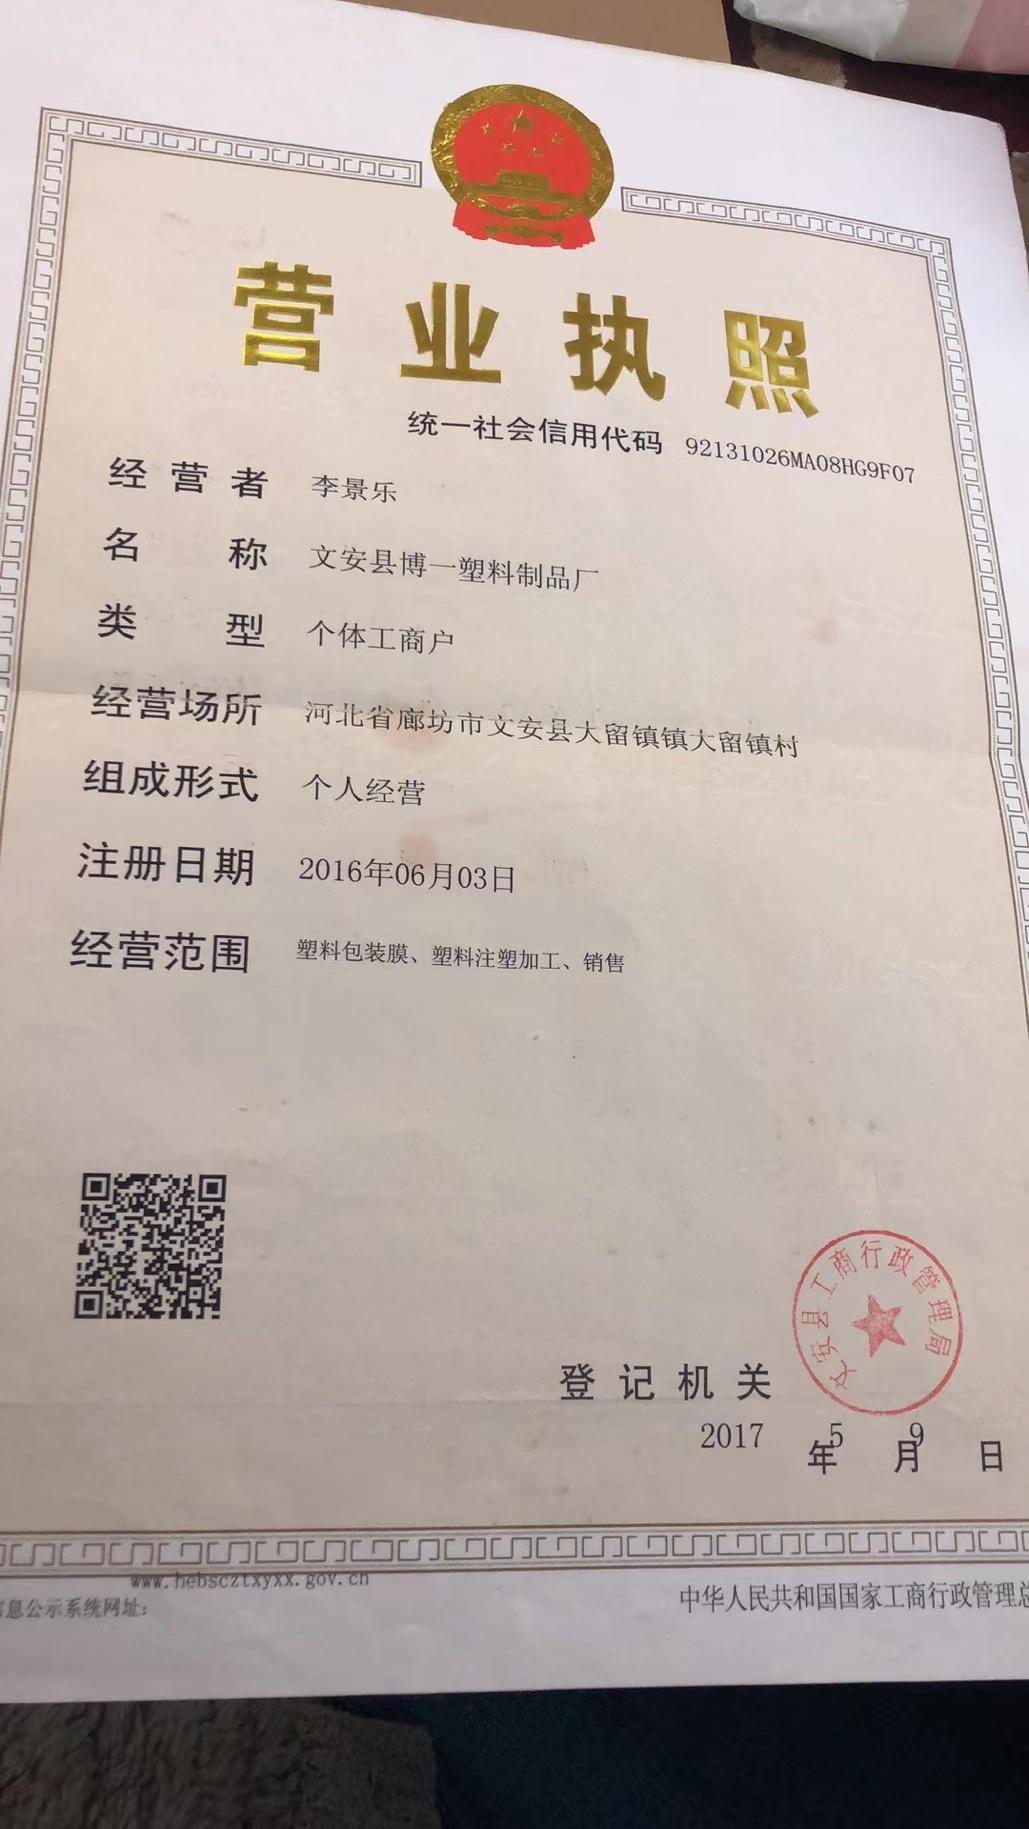 营业执照
统一社会信用代码 92131026MA08HG9F07
经营者 李景乐
名称 文安县博一塑料制品厂
类型 个体工商户
经营场所 河北省廊坊市文安县大留镇镇大留镇村
组成形式 个人经营
注册日期 2016年06月03日
经营范围 塑料包装膜、塑料注塑加工、销售
文安县工商行政管理局
登记机关
2017年5月9日
www.hebscztxyxx.gov.cn
息公示系统网址:
中华人民共和国国家工商行政管理总